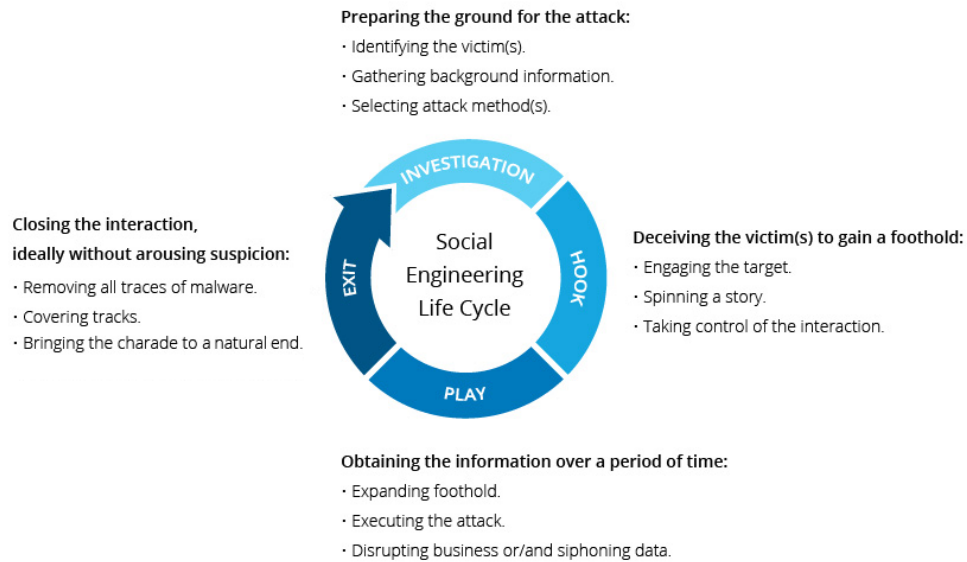 Preparing the ground for the attack:
· Identifying the victim(s).
· Gathering background information.
· Selecting attack method(s).
INVESTIGATION
Closing the interaction,
ideally without arousing suspicion:
· Removing all traces of malware.
· Covering tracks.
· Bringing the charade to a natural end.
EXIT
Social
Engineering
Life Cycle
HOOK
Deceiving the victim(s) to gain a foothold:
· Engaging the target.
· Spinning a story.
· Taking control of the interaction.
PLAY
Obtaining the information over a period of time:
· Expanding foothold.
· Executing the attack.
· Disrupting business or/and siphoning data.